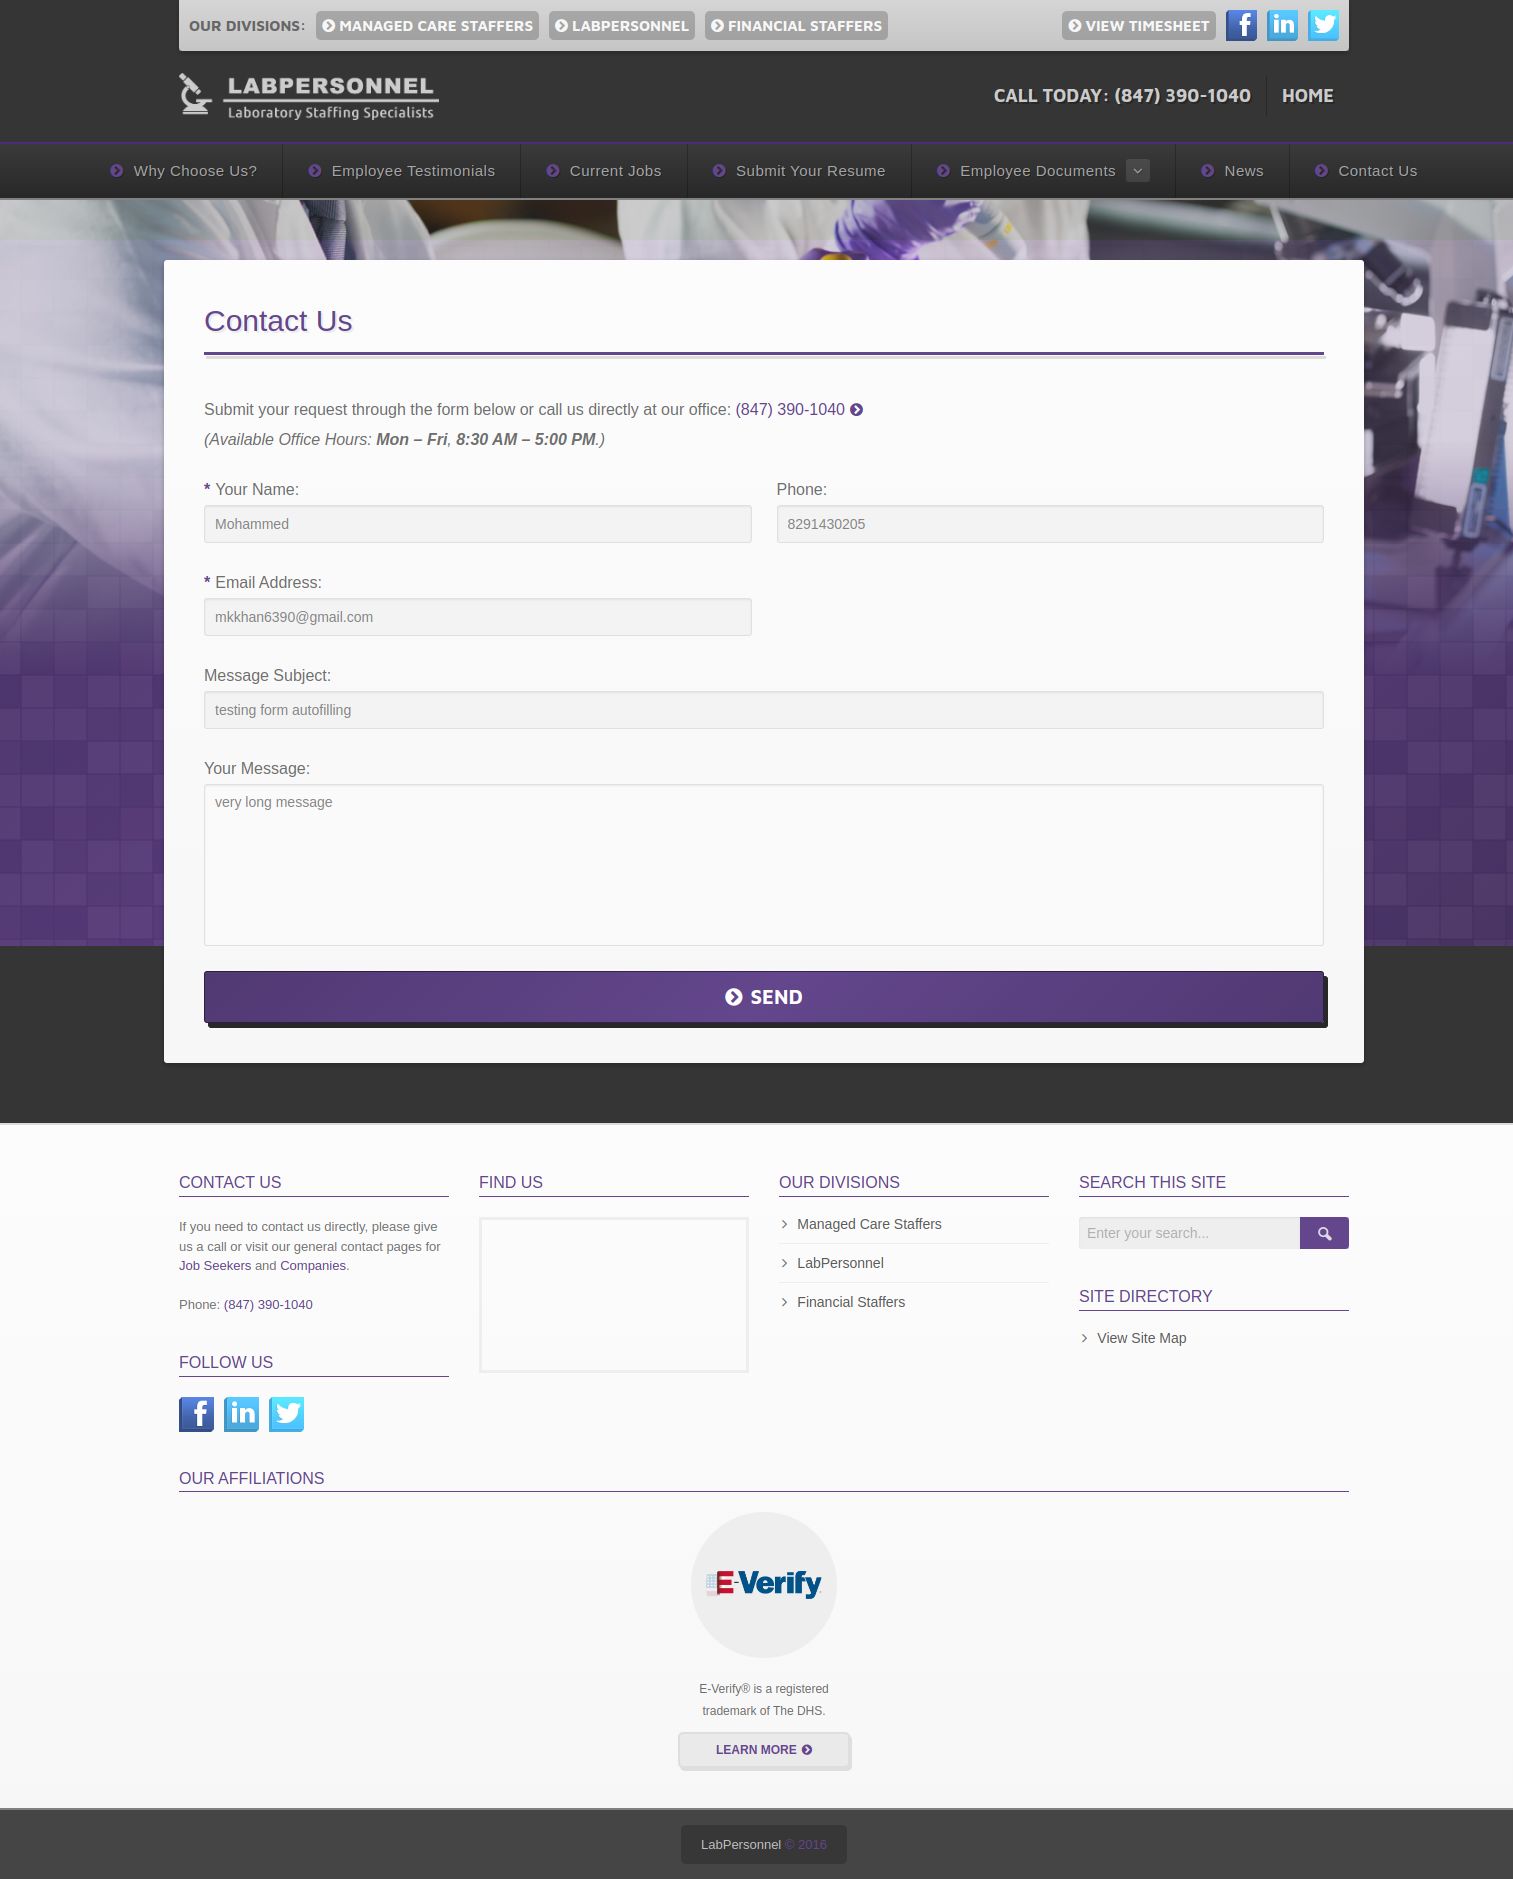 OUR DIVISIONS: MANAGED CARE STAFFERS LABPERSONNEL FINANCIAL STAFFERS VIEW TIMESHEET
LABPERSONNEL
Laboratory Staffing Specialists
CALL TODAY: (847) 390-1040 HOME
Why Choose Us? Employee Testimonials Current Jobs Submit Your Resume Employee Documents News Contact Us
Contact Us
Submit your request through the form below or call us directly at our office: (847) 390-1040
(Available Office Hours: Mon – Fri, 8:30 AM – 5:00 PM.)
* Your Name: Phone:
Mohammed 8291430205
* Email Address:
mkkhan6390@gmail.com
Message Subject:
testing form autofilling
Your Message:
very long message
SEND
CONTACT US FIND US OUR DIVISIONS SEARCH THIS SITE
If you need to contact us directly, please give
us a call or visit our general contact pages for
Job Seekers and Companies.
Phone: (847) 390-1040
FOLLOW US
Managed Care Staffers
LabPersonnel
Financial Staffers
Enter your search...
SITE DIRECTORY
View Site Map
OUR AFFILIATIONS
E-Verify
E-Verify® is a registered
trademark of The DHS.
LEARN MORE
LabPersonnel © 2016